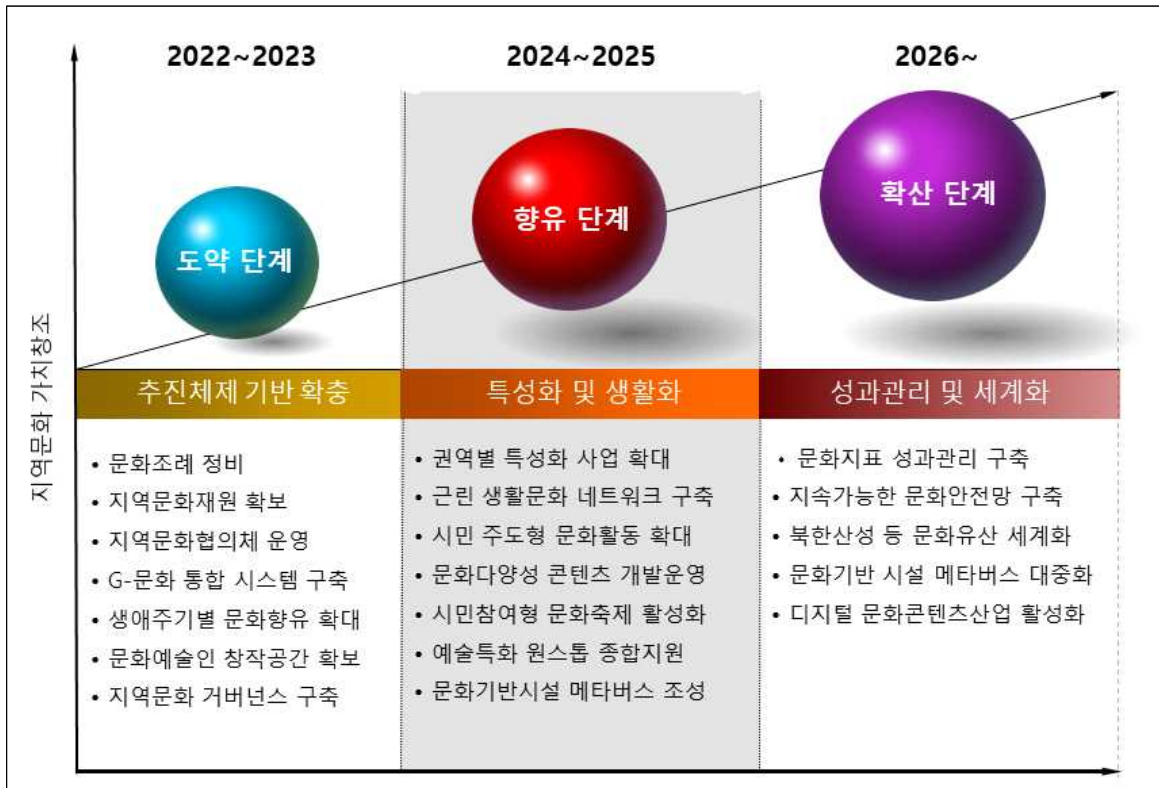 2022~2023
2024~2025
2026~
도약 단계
향유 단계
확산 단계
지역문화 가치창조
추진체제 기반 확충
• 문화조례 정비
• 지역문화재원 확보
• 지역문화협의체 운영
• G-문화 통합 시스템 구축
• 생애주기별 문화향유 확대
• 문화예술인 창작공간 확보
• 지역문화 거버넌스 구축
특성화 및 생활화
• 권역별 특성화 사업 확대
• 근린 생활문화 네트워크 구축
• 시민 주도형 문화활동 확대
• 문화다양성 콘텐츠 개발운영
• 시민참여형 문화축제 활성화
• 예술특화 원스톱 종합지원
• 문화기반시설 메타버스 조성
성과관리 및 세계화
• 문화지표 성과관리 구축
• 지속가능한 문화안전망 구축
• 북한산성 등 문화유산 세계화
• 문화기반 시설 메타버스 대중화
• 디지털 문화콘텐츠산업 활성화